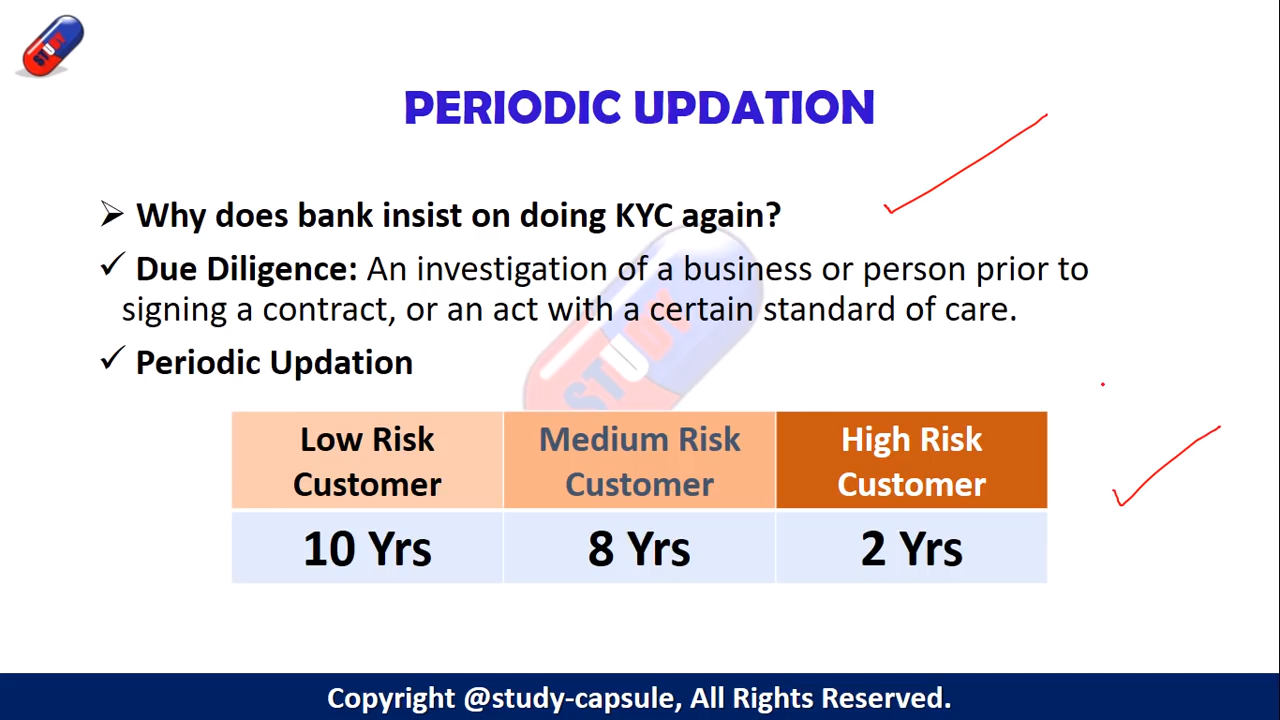 STUDY
PERIODIC UPDATION
➢ Why does bank insist on doing KYC again?
✓ Due Diligence: An investigation of a business or person prior to
signing a contract, or an act with a certain standard of care.
✓ Periodic Updation
STUDY
Low Risk Customer
Medium Risk Customer
High Risk Customer
10 Yrs
8 Yrs
2 Yrs
Copyright @study-capsule, All Rights Reserved.